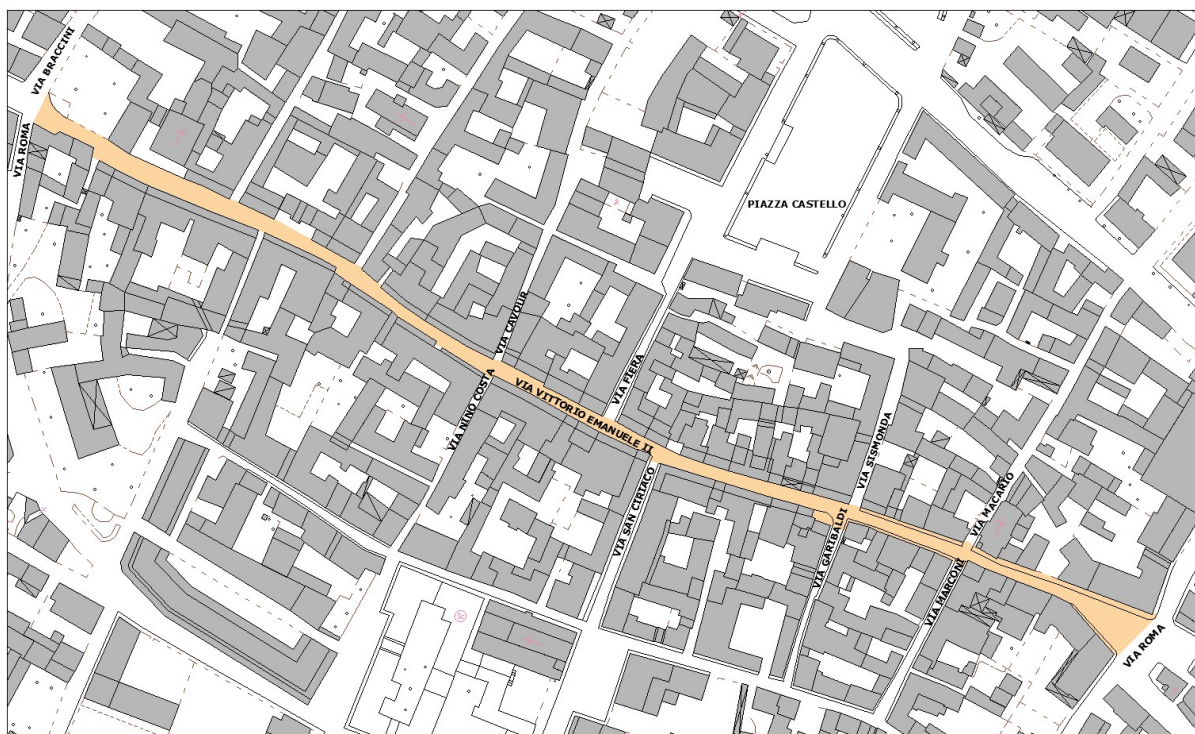 VIA BRACCINI
VIA ROMA
PIAZZA CASTELLO
VIA CAVOUR
VIA FIERA
VIA NINO COSTA
VIA VITTORIO EMANUELE II
VIA SISMONDA
VIA SAN CIRIACO
VIA MACARIO
VIA GARIBALDI
VIA MARCONI
VIA ROMA